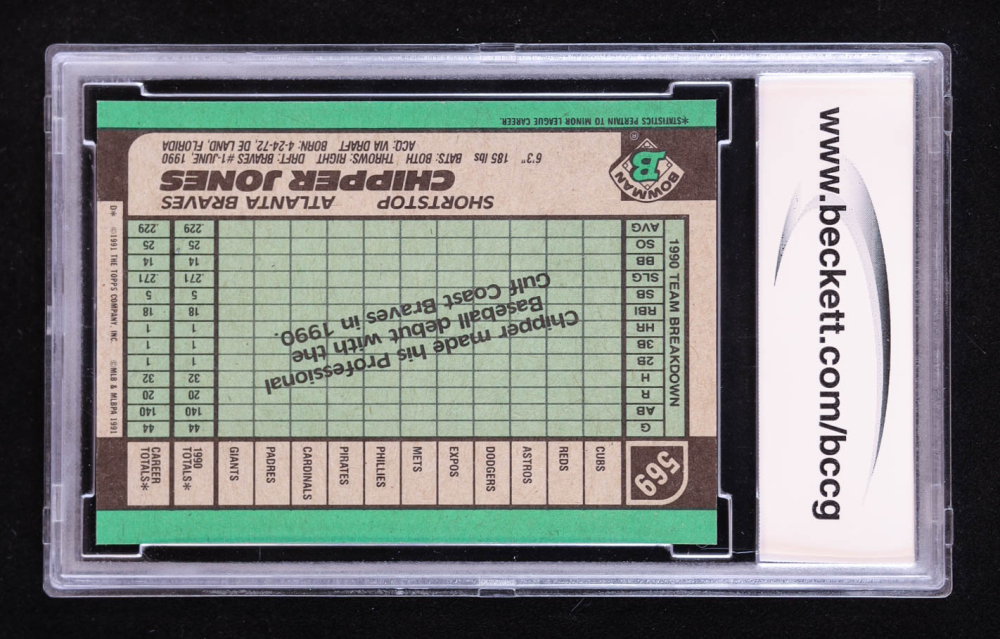 *STATISTICS PERTAIN TO MINOR LEAGUE CAREER.
BOWMAN
B
®
6'3" 185 lbs BATS: BOTH THROWS: RIGHT DRFT: BRAVES #1-JUNE, 1990
ACQ: VIA DRAFT BORN: 4-24-72, DE LAND, FLORIDA
CHIPPER JONES
SHORTSTOP ATLANTA BRAVES
1990 TEAM BREAKDOWN
569
G AB R H 2B 3B HR RBI SB SLG BB SO AVG
CUBS
REDS
ASTROS
DODGERS
EXPOS
METS
PHILLIES
PIRATES
CARDINALS
PADRES
GIANTS
1990 TOTALS* 44 140 20 32 1 1 1 18 5 .271 14 25 .229
CAREER TOTALS* 44 140 20 32 1 1 1 18 5 .271 14 25 .229
Chipper made his Professional
Baseball debut with the
Gulf Coast Braves in 1990.
D* ©1991 THE TOPPS COMPANY, INC. ©MLB & MLBPA 1991
www.beckett.com/bccg